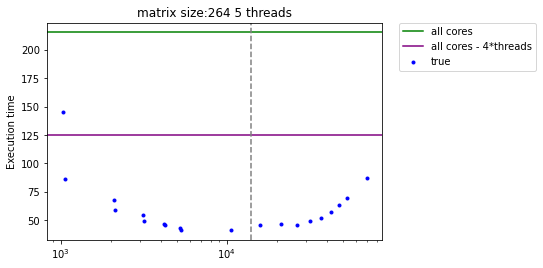 matrix size:264 5 threads
all cores
all cores - 4*threads
true
Execution time
200
175
150
125
100
75
50
10³
10⁴